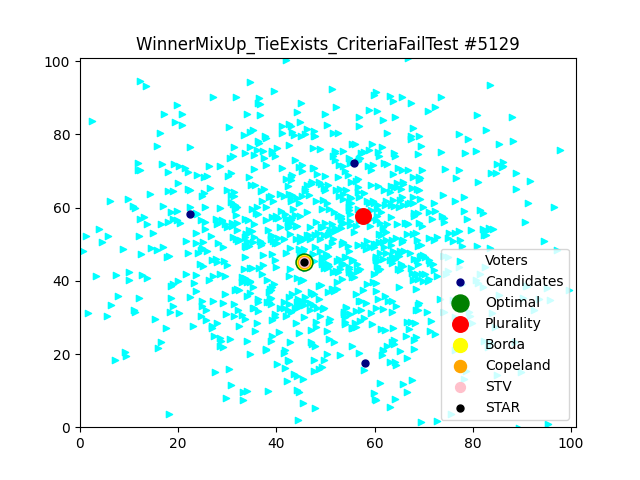 WinnerMixUp_TieExists_CriteriaFailTest #5129
100
80
60
40
20
0
0
20
40
60
80
100
Voters
Candidates
Optimal
Plurality
Borda
Copeland
STV
STAR